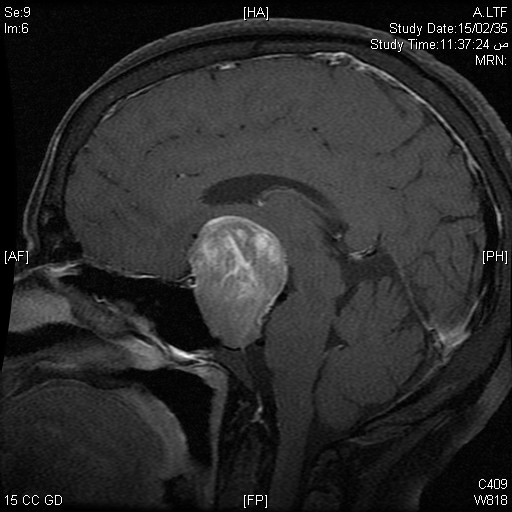 Se:9
Im:6
[HA]
A.LTF
Study Date:15/02/35
Study Time:11:37:24 ص
MRN:
[AF]
[PH]
15 CC GD
[FP]
C409
W818